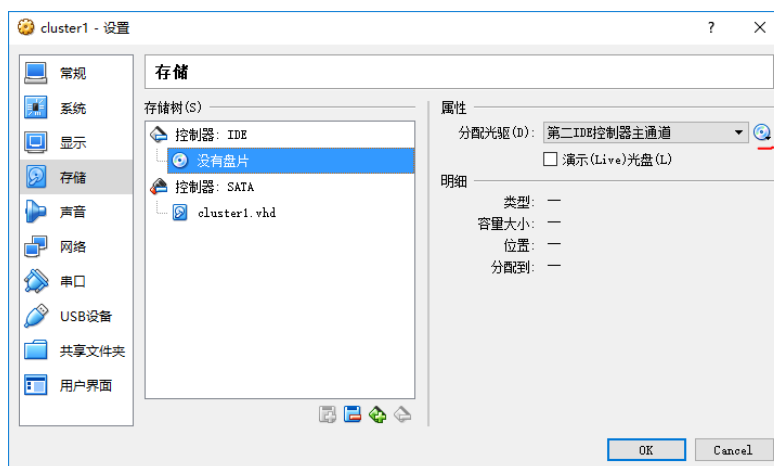 cluster1 - 设置
常规
系统
显示
存储
声音
网络
串口
USB设备
共享文件夹
用户界面
存储
存储树(S)
控制器: IDE
没有盘片
控制器: SATA
cluster1.vhd
属性
分配光驱(D): 第二IDE控制器主通道
演示(Live)光盘(L)
明细
类型: —
容量大小: —
位置: —
分配到: —
OK
Cancel